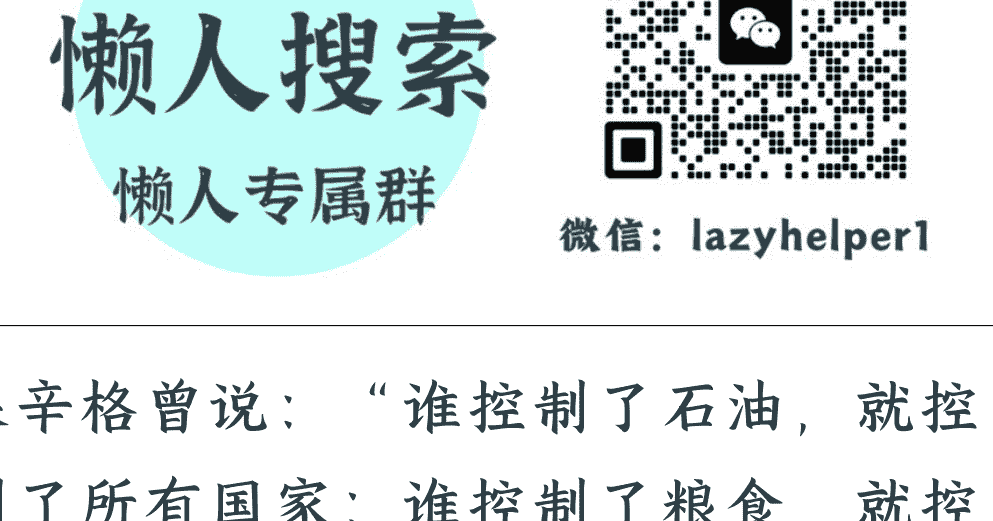 懒人搜索
懒人专属群
微信：lazyhelper1
辛格曾说：“谁控制了石油，就控
了所有国家；谁控制了粮食，就控